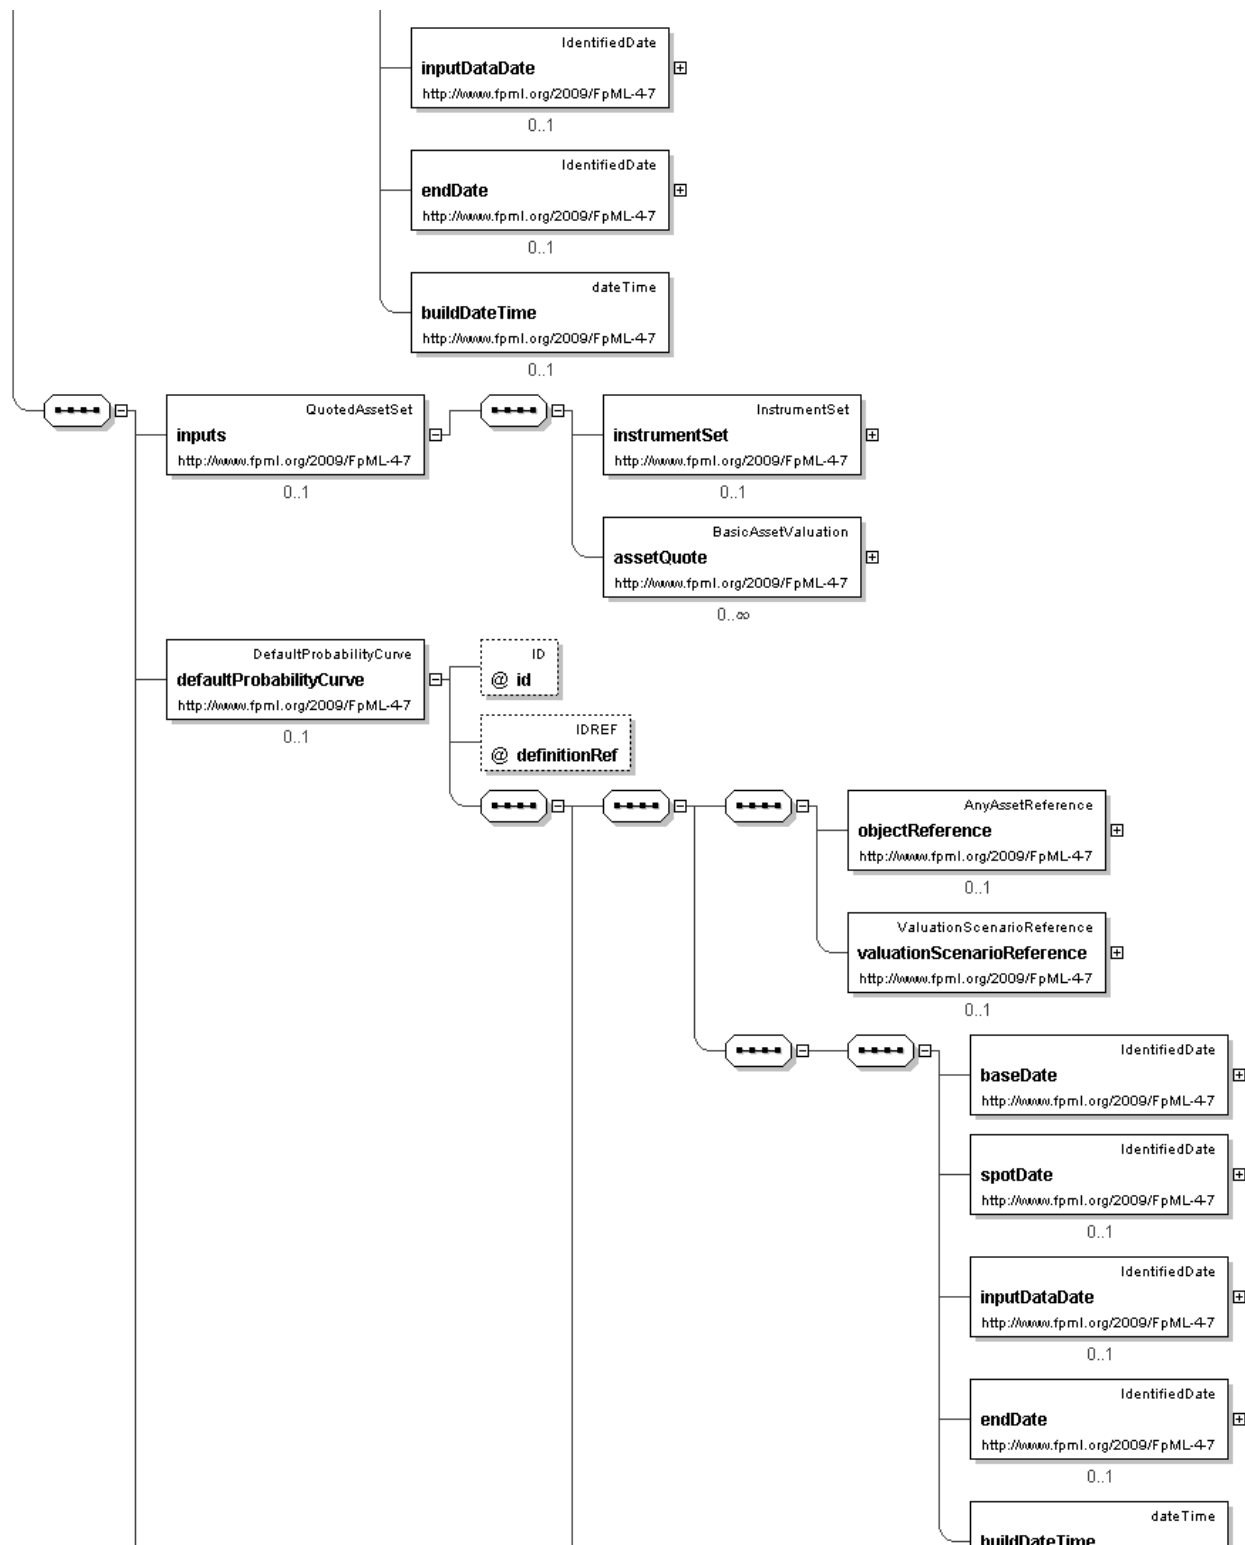 IdentifiedDate
inputDataDate
http://www.fpml.org/2009/FpML-4-7
0..1
IdentifiedDate
endDate
http://www.fpml.org/2009/FpML-4-7
0..1
dateTime
buildDateTime
http://www.fpml.org/2009/FpML-4-7
0..1
QuotedAssetSet
inputs
http://www.fpml.org/2009/FpML-4-7
0..1
InstrumentSet
instrumentSet
http://www.fpml.org/2009/FpML-4-7
0..1
BasicAssetValuation
assetQuote
http://www.fpml.org/2009/FpML-4-7
0..∞
DefaultProbabilityCurve
defaultProbabilityCurve
http://www.fpml.org/2009/FpML-4-7
0..1
ID
@ id
IDREF
@ definitionRef
AnyAssetReference
objectReference
http://www.fpml.org/2009/FpML-4-7
0..1
ValuationScenarioReference
valuationScenarioReference
http://www.fpml.org/2009/FpML-4-7
0..1
IdentifiedDate
baseDate
http://www.fpml.org/2009/FpML-4-7
IdentifiedDate
spotDate
http://www.fpml.org/2009/FpML-4-7
0..1
IdentifiedDate
inputDataDate
http://www.fpml.org/2009/FpML-4-7
0..1
IdentifiedDate
endDate
http://www.fpml.org/2009/FpML-4-7
0..1
dateTime
buildDateTime